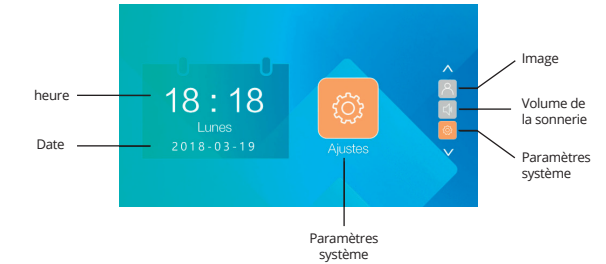 Image
heure
18 : 18
Volume de
la sonnerie
Lunes
Date
2018-03-19
Ajustes
Paramètres
système
Paramètres
système